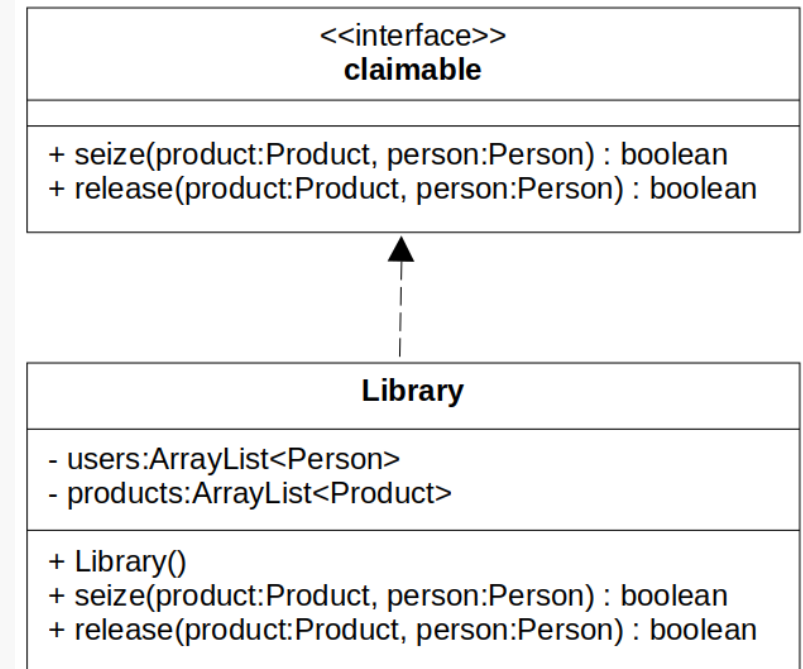 <<interface>>
claimable
+ seize(product:Product, person:Person) : boolean
+ release(product:Product, person:Person) : boolean
Library
- users:ArrayList<Person>
- products:ArrayList<Product>
+ Library()
+ seize(product:Product, person:Person) : boolean
+ release(product:Product, person:Person) : boolean